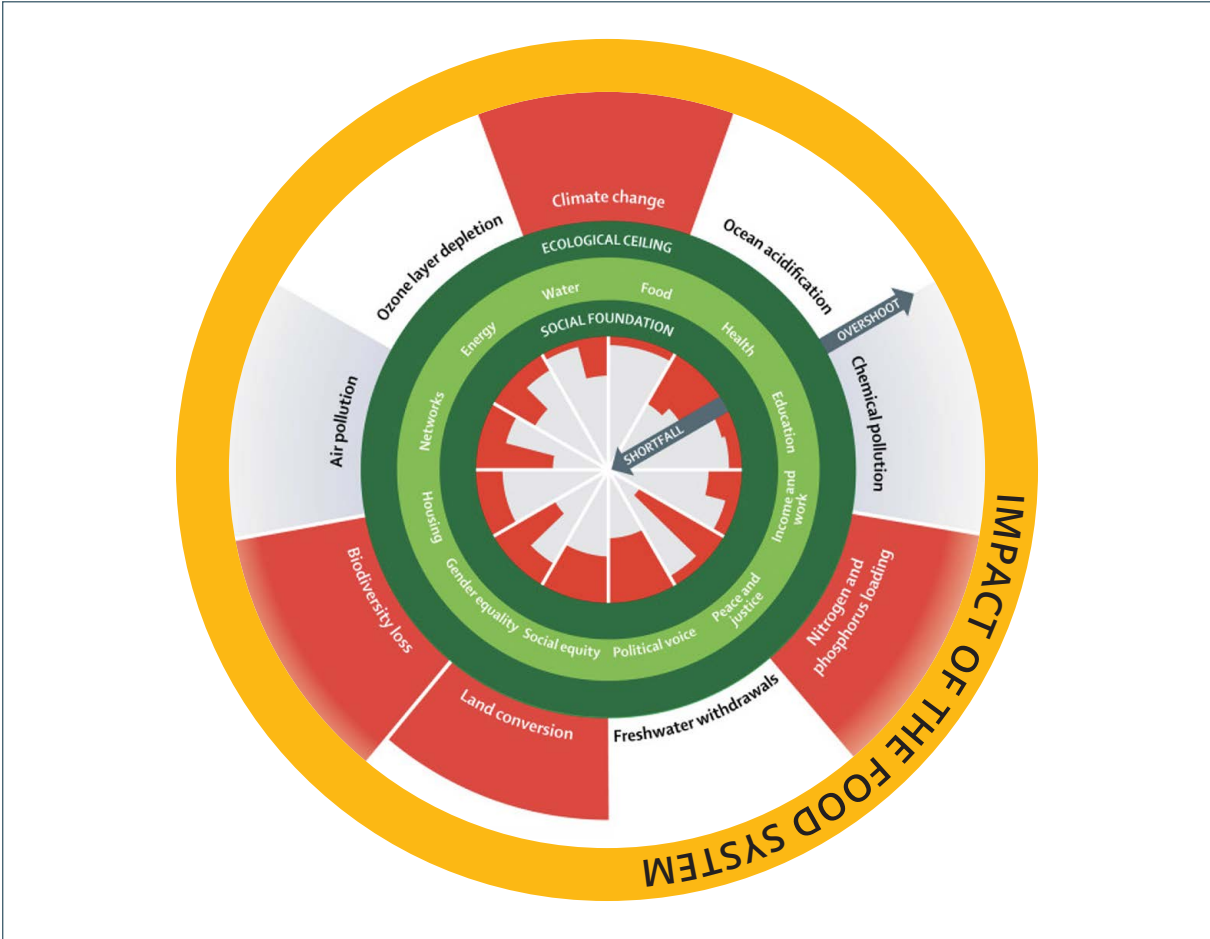 Climate change
Ocean acidification
OVERSHOOT
Chemical pollution
Nitrogen and
phosphorus loading
Freshwater withdrawals
Land conversion
Biodiversity loss
Air pollution
Ozone layer depletion
ECOLOGICAL CEILING
Water
Food
Health
Education
Income and
work
Peace and
justice
Political voice
Social equity
Gender equality
Housing
Networks
Energy
SOCIAL FOUNDATION
SHORTFALL
IMPACT OF THE FOOD SYSTEM